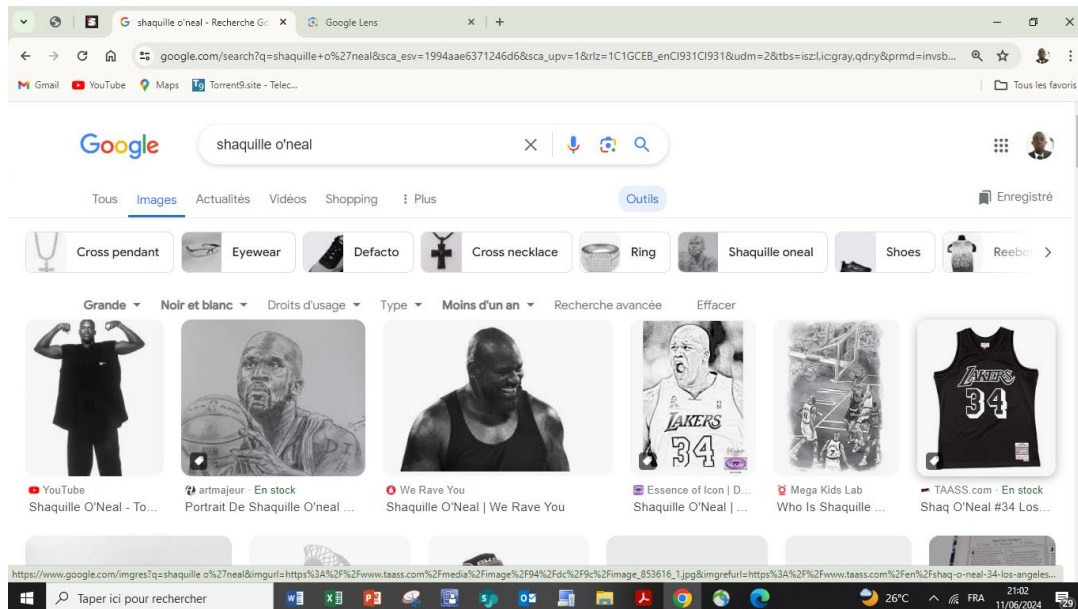 shaquille o'neal - Recherche Go
Google Lens
google.com/search?q=shaquille+o%27neal&sca_esv=1994aae6371246d6&sca_upv=1&rlz=1C1GCEB_enCI931CI931&udm=2&tbs=isz:l,ic:gray,qdr:y&prmd=invsb...
Gmail YouTube Maps Torrent9.site - Telec... Tous les favoris
Google shaquille o'neal
Tous Images Actualités Vidéos Shopping Plus Outils Enregistré
Cross pendant Eyewear Defacto Cross necklace Ring Shaquille oneal Shoes Reebo
Grande Noir et blanc Droits d'usage Type Moins d'un an Recherche avancée Effacer
LAKERS
34
LAKERS
34
YouTube artmajeur · En stock We Rave You Essence of Icon | D... Mega Kids Lab TAASS.com · En stock
Shaquille O'Neal - To... Portrait De Shaquille O'neal ... Shaquille O'Neal | We Rave You Shaquille O'Neal | ... Who Is Shaquille ... Shaq O'Neal #34 Los...
https://www.google.com/imgres?q=shaquille o%27neal&imgurl=https%3A%2F%2Fwww.taass.com%2Fmedia%2Fimage%2F94%2Fdc%2F9c%2Fimage_853616_1.jpg&imgrefurl=https%3A%2F%2Fwww.taass.com%2Fen%2Fshaq-o-neal-34-los-angeles...
Taper ici pour rechercher 26°C FRA 21:02
11/06/2024 29